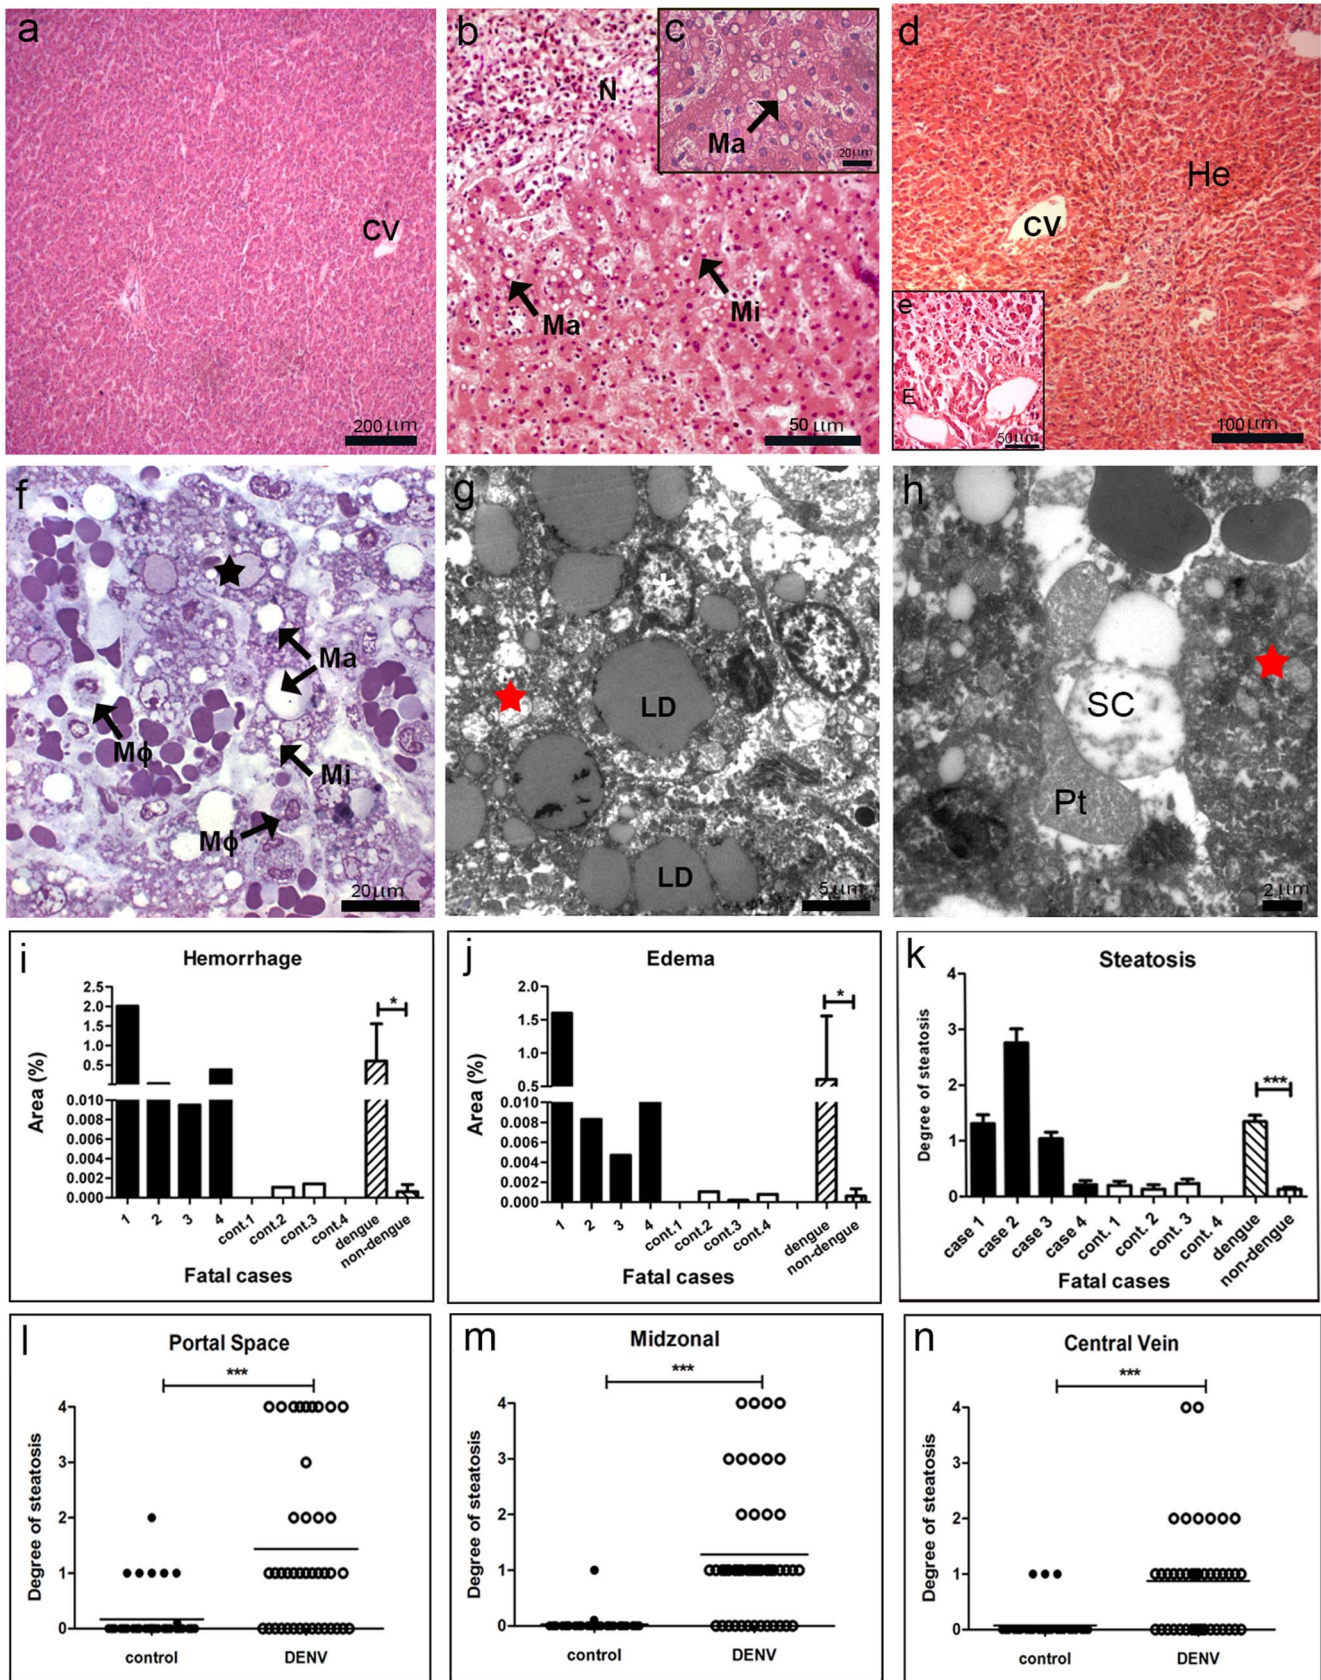 a
CV
200 μm
b
N
Ma
Mi
50 μm
c
Ma
20 μm
d
He
CV
100 μm
e
E
50 μm
f
Ma
Mϕ
Mi
Mϕ
20 μm
g
*
LD
LD
5 μm
h
SC
Pt
2 μm
i
Hemorrhage
Area (%)
2.5
2.0
1.5
1.0
0.5
0.010
0.008
0.006
0.004
0.002
0.000
*
1 2 3 4 cont.1 cont.2 cont.3 cont.4 dengue non-dengue
Fatal cases
j
Edema
Area (%)
2.0
1.5
1.0
0.5
0.010
0.008
0.006
0.004
0.002
0.000
*
1 2 3 4 cont.1 cont.2 cont.3 cont.4 dengue non-dengue
Fatal cases
k
Steatosis
Degree of steatosis
4
3
2
1
0
***
case 1 case 2 case 3 case 4 cont. 1 cont. 2 cont. 3 cont. 4 dengue non-dengue
Fatal cases
l
Portal Space
***
Degree of steatosis
4
3
2
1
0
control DENV
m
Midzonal
***
Degree of steatosis
4
3
2
1
0
control DENV
n
Central Vein
***
Degree of steatosis
4
3
2
1
0
control DENV